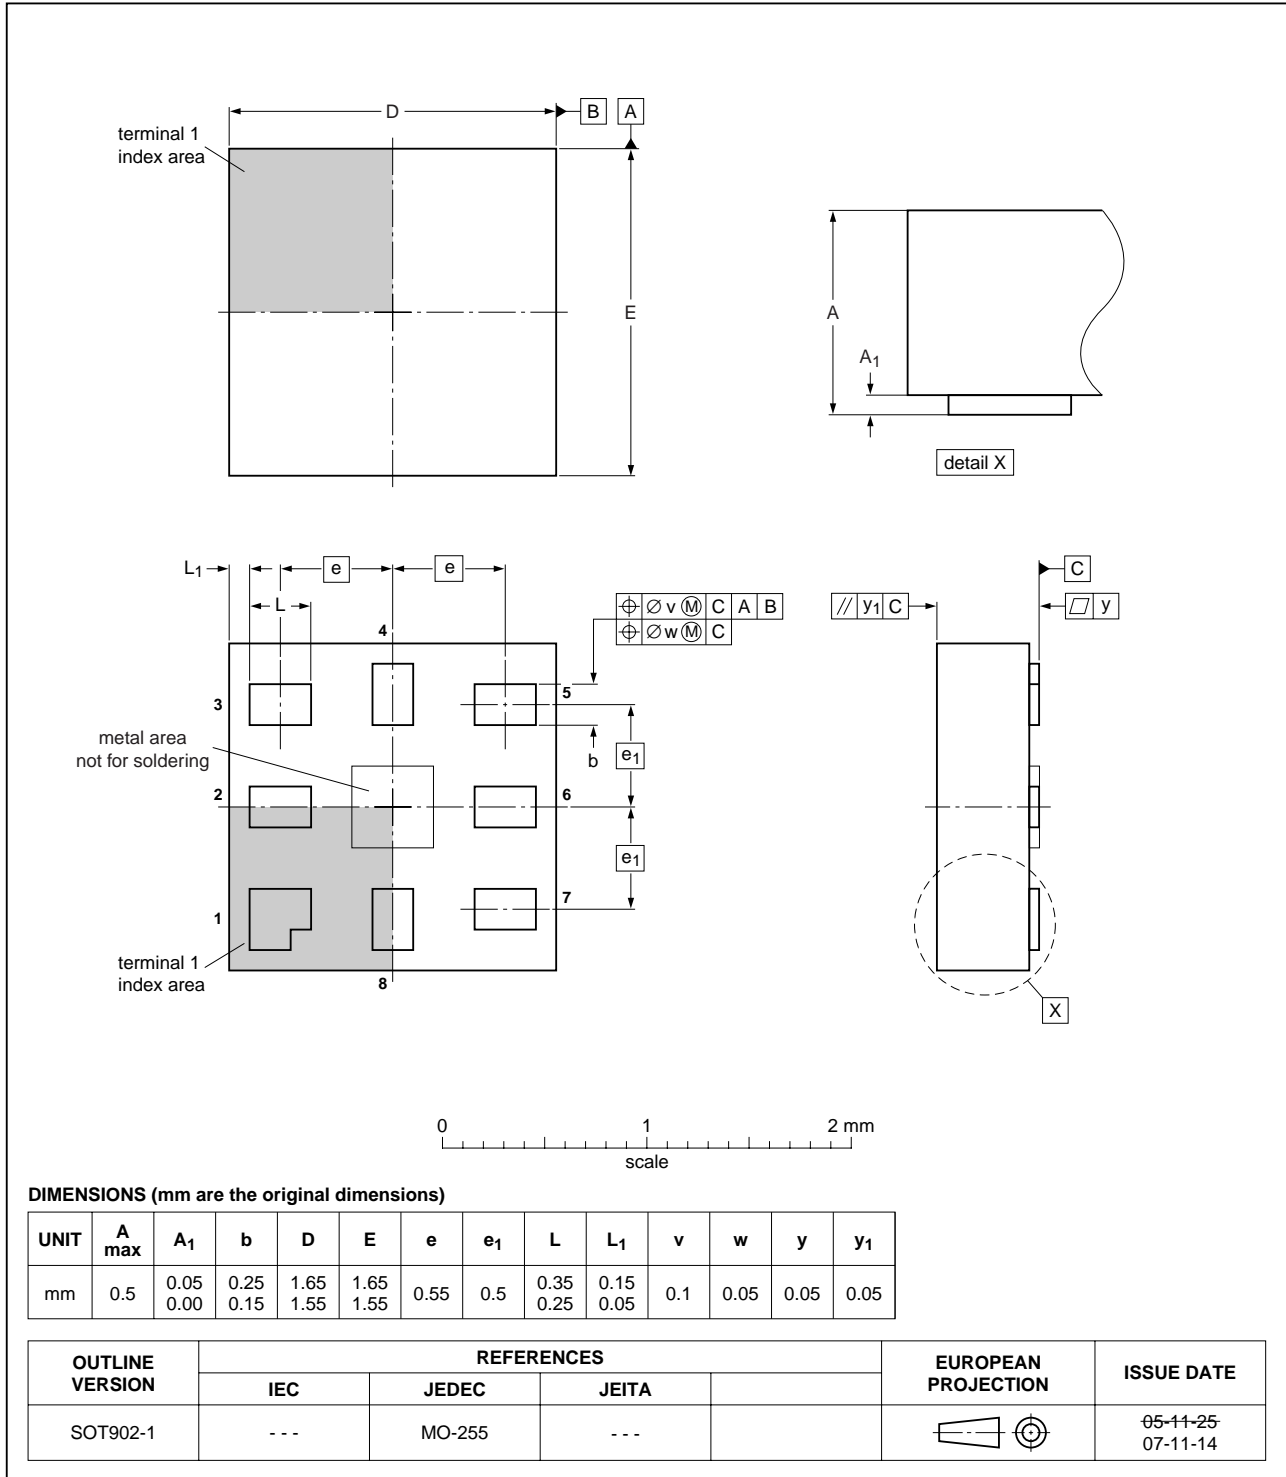 D
B
A
terminal 1
index area
E
A
A1
detail X
L1
e
e
L
4
⌖ ⌀ v Ⓜ C A B
⌖ ⌀ w Ⓜ C
// y1 C
C
⏥ y
3
5
metal area
not for soldering
b
e1
2
6
e1
1
7
terminal 1
index area
8
X
0 1 2 mm
scale
DIMENSIONS (mm are the original dimensions)
UNIT A max A1 b D E e e1 L L1 v w y y1
mm 0.5 0.05 0.00 0.25 0.15 1.65 1.55 1.65 1.55 0.55 0.5 0.35 0.25 0.15 0.05 0.1 0.05 0.05 0.05
OUTLINE VERSION REFERENCES EUROPEAN PROJECTION ISSUE DATE
IEC JEDEC JEITA
SOT902-1 - - - MO-255 - - - 05-11-25
07-11-14